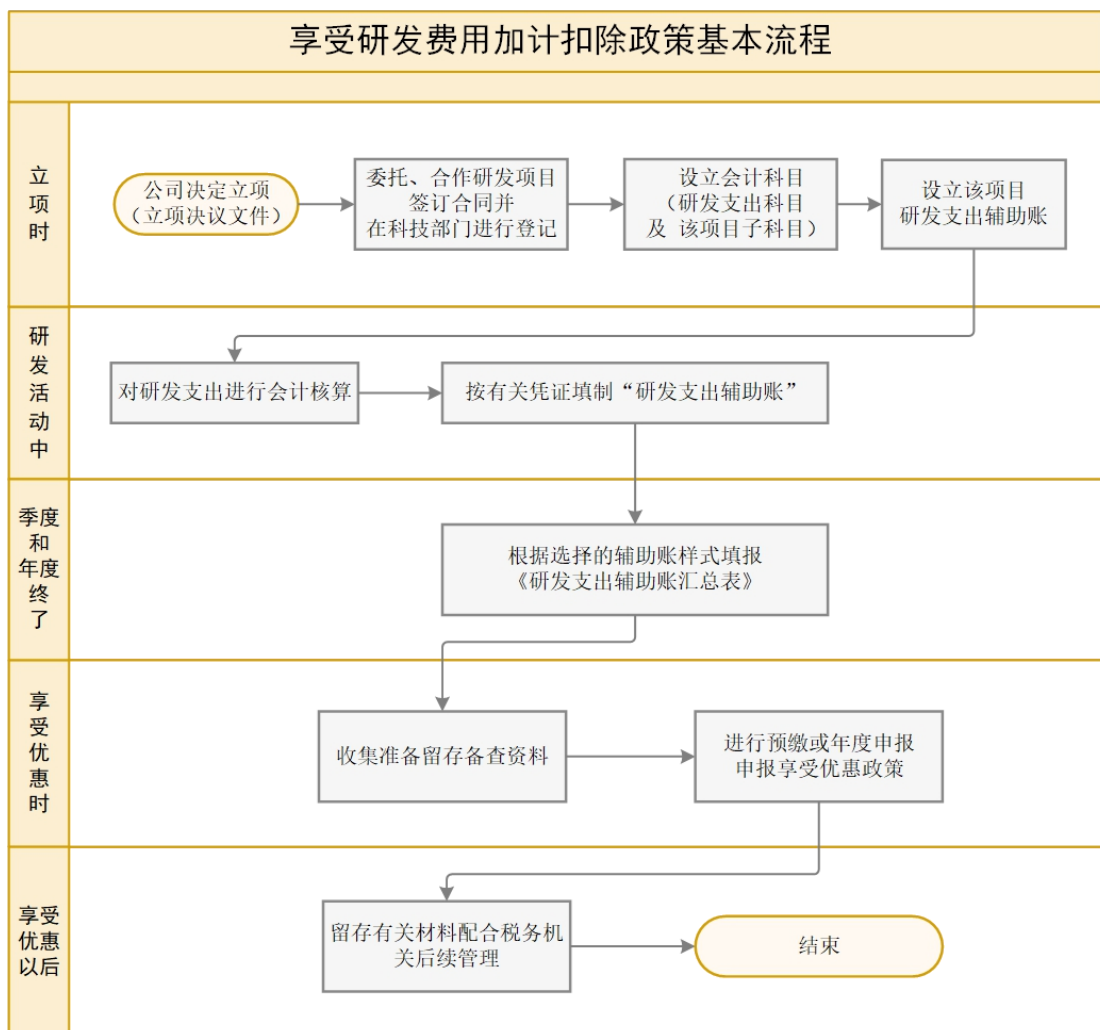 享受研发费用加计扣除政策基本流程
立
项
时
公司决定立项
（立项决议文件）
委托、合作研发项目
签订合同并
在科技部门进行登记
设立会计科目
（研发支出科目
及 该项目子科目）
设立该项目
研发支出辅助账
研
发
活
动
中
对研发支出进行会计核算
按有关凭证填制“研发支出辅助账”
季度
和
年度
终
了
根据选择的辅助账样式填报
《研发支出辅助账汇总表》
享
受
优
惠
时
收集准备留存备查资料
进行预缴或年度申报
申报享受优惠政策
享受
优惠
以后
留存有关材料配合税务机
关后续管理
结束